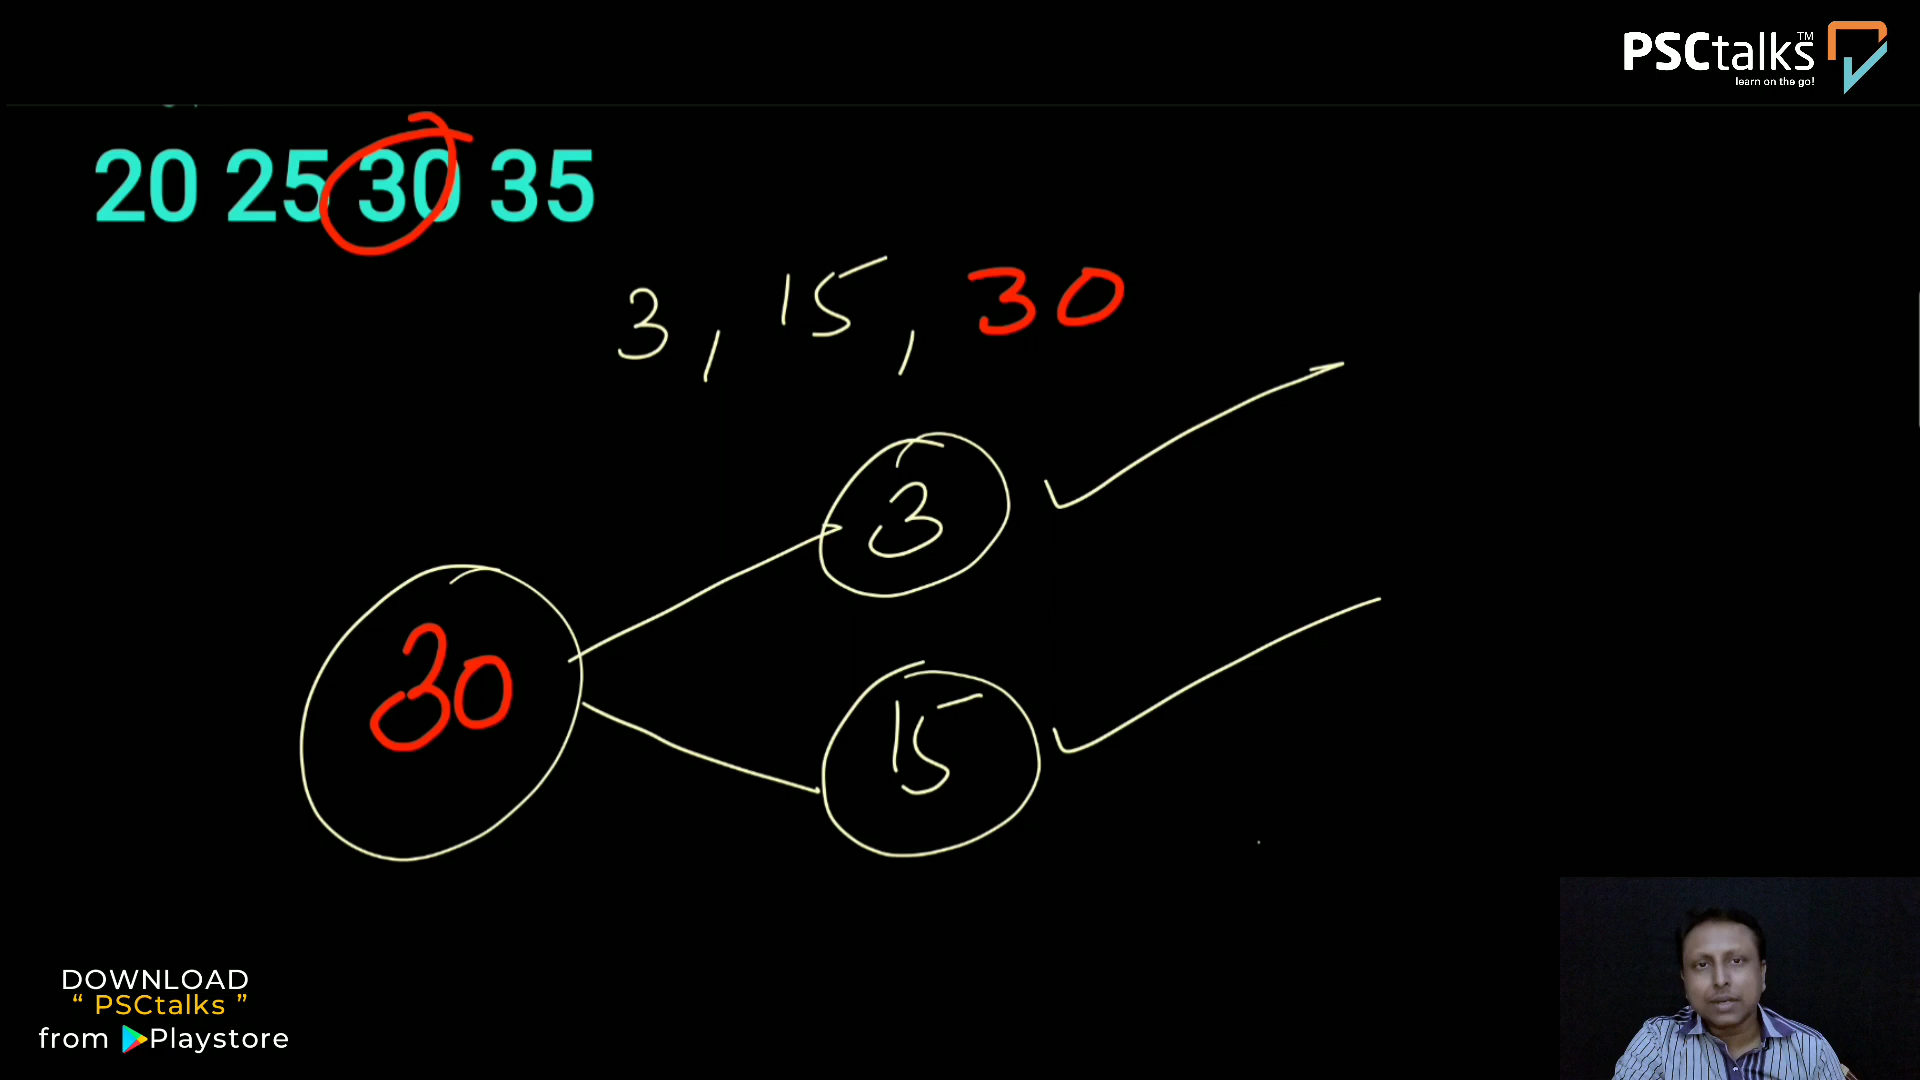 PSCtalks™
learn on the go!
20 25 30 35
3, 15, 30
3
30
15
DOWNLOAD
“ PSCtalks ”
from Playstore